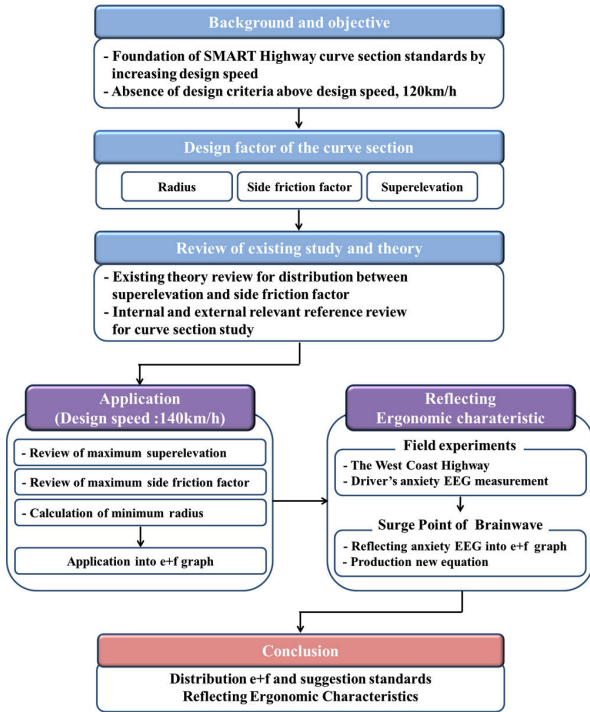 Background and objective
- Foundation of SMART Highway curve section standards by
increasing design speed
- Absence of design criteria above design speed, 120km/h
Design factor of the curve section
Radius
Side friction factor
Superelevation
Review of existing study and theory
- Existing theory review for distribution between
superelevation and side friction factor
- Internal and external relevant reference review
for curve section study
Application
(Design speed :140km/h)
- Review of maximum superelevation
- Review of maximum side friction factor
- Calculation of minimum radius
Application into e+f graph
Reflecting
Ergonomic charateristic
Field experiments
- The West Coast Highway
- Driver's anxiety EEG measurement
Surge Point of Brainwave
- Reflecting anxiety EEG into e+f graph
- Production new equation
Conclusion
Distribution e+f and suggestion standards
Reflecting Ergonomic Characteristics